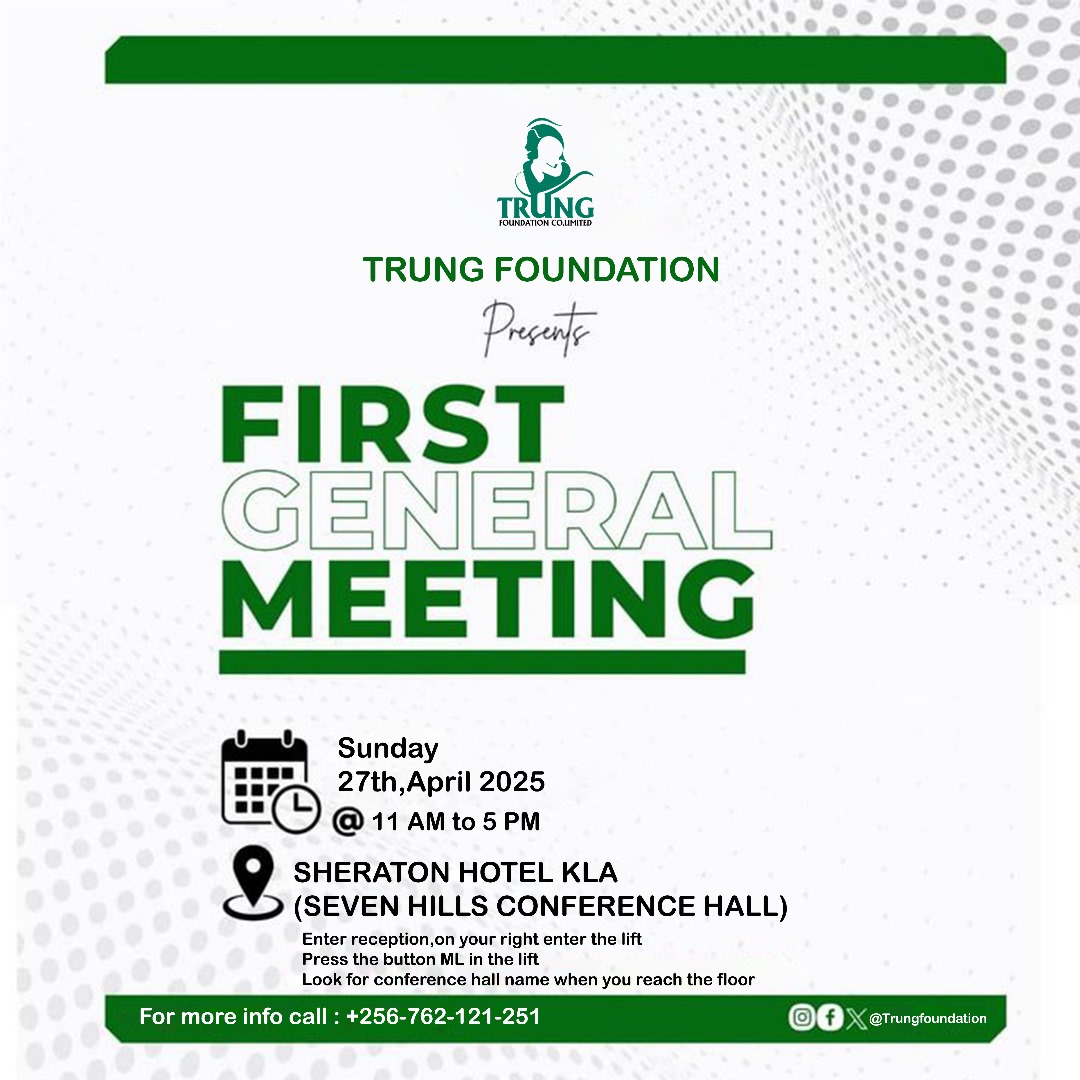 TRUNG
FOUNDATION CO.LIMITED
TRUNG FOUNDATION
Presents
FIRST
GENERAL
MEETING
Sunday
27th,April 2025
@ 11 AM to 5 PM
SHERATON HOTEL KLA
(SEVEN HILLS CONFERENCE HALL)
Enter reception,on your right enter the lift
Press the button ML in the lift
Look for conference hall name when you reach the floor
For more info call : +256-762-121-251
@Trungfoundation